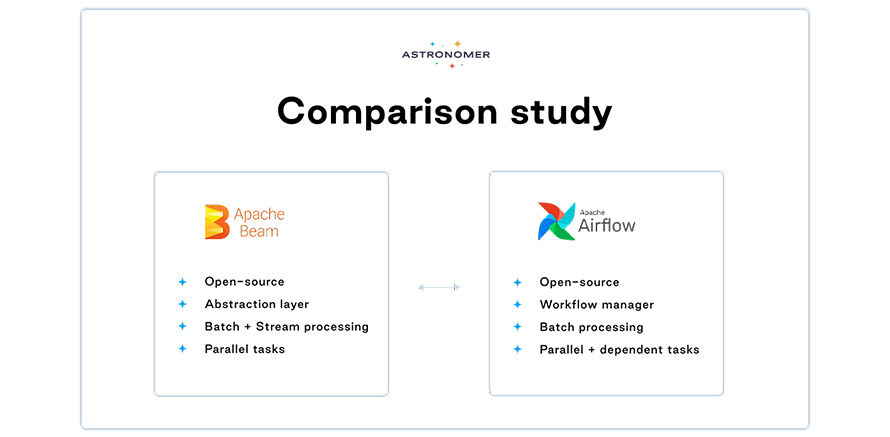 ASTRONOMER
Comparison study
Apache
Beam
Open-source
Abstraction layer
Batch + Stream processing
Parallel tasks
Apache
Airflow
Open-source
Workflow manager
Batch processing
Parallel + dependent tasks